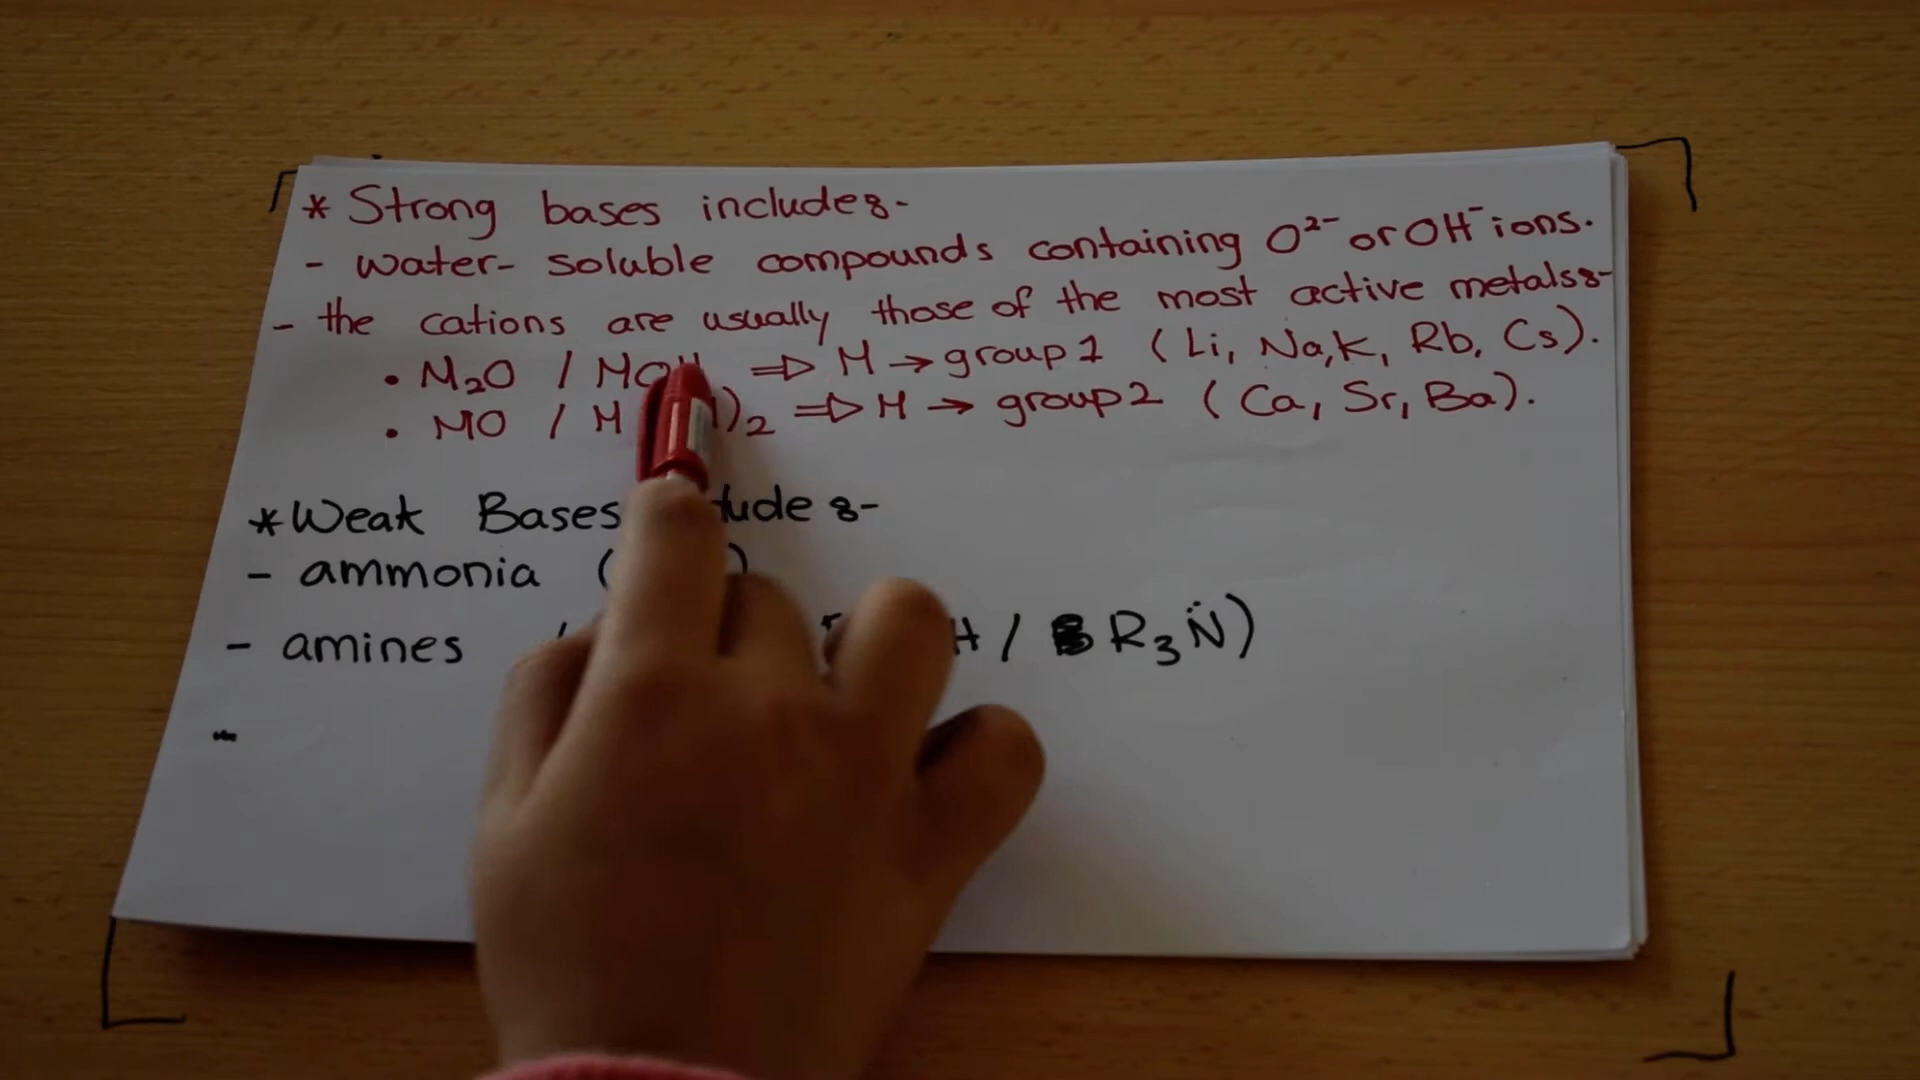 * Strong bases include:-
- water-soluble compounds containing O²⁻ or OH⁻ ions.
- the cations are usually those of the most active metals:-
• M₂O / MOH ⇒ M → group 1 (Li, Na, K, Rb, Cs).
• MO / M )₂ ⇒ M → group 2 (Ca, Sr, Ba).
* Weak Bases :-
- ammonia ( )
- amines / R₃N̈)